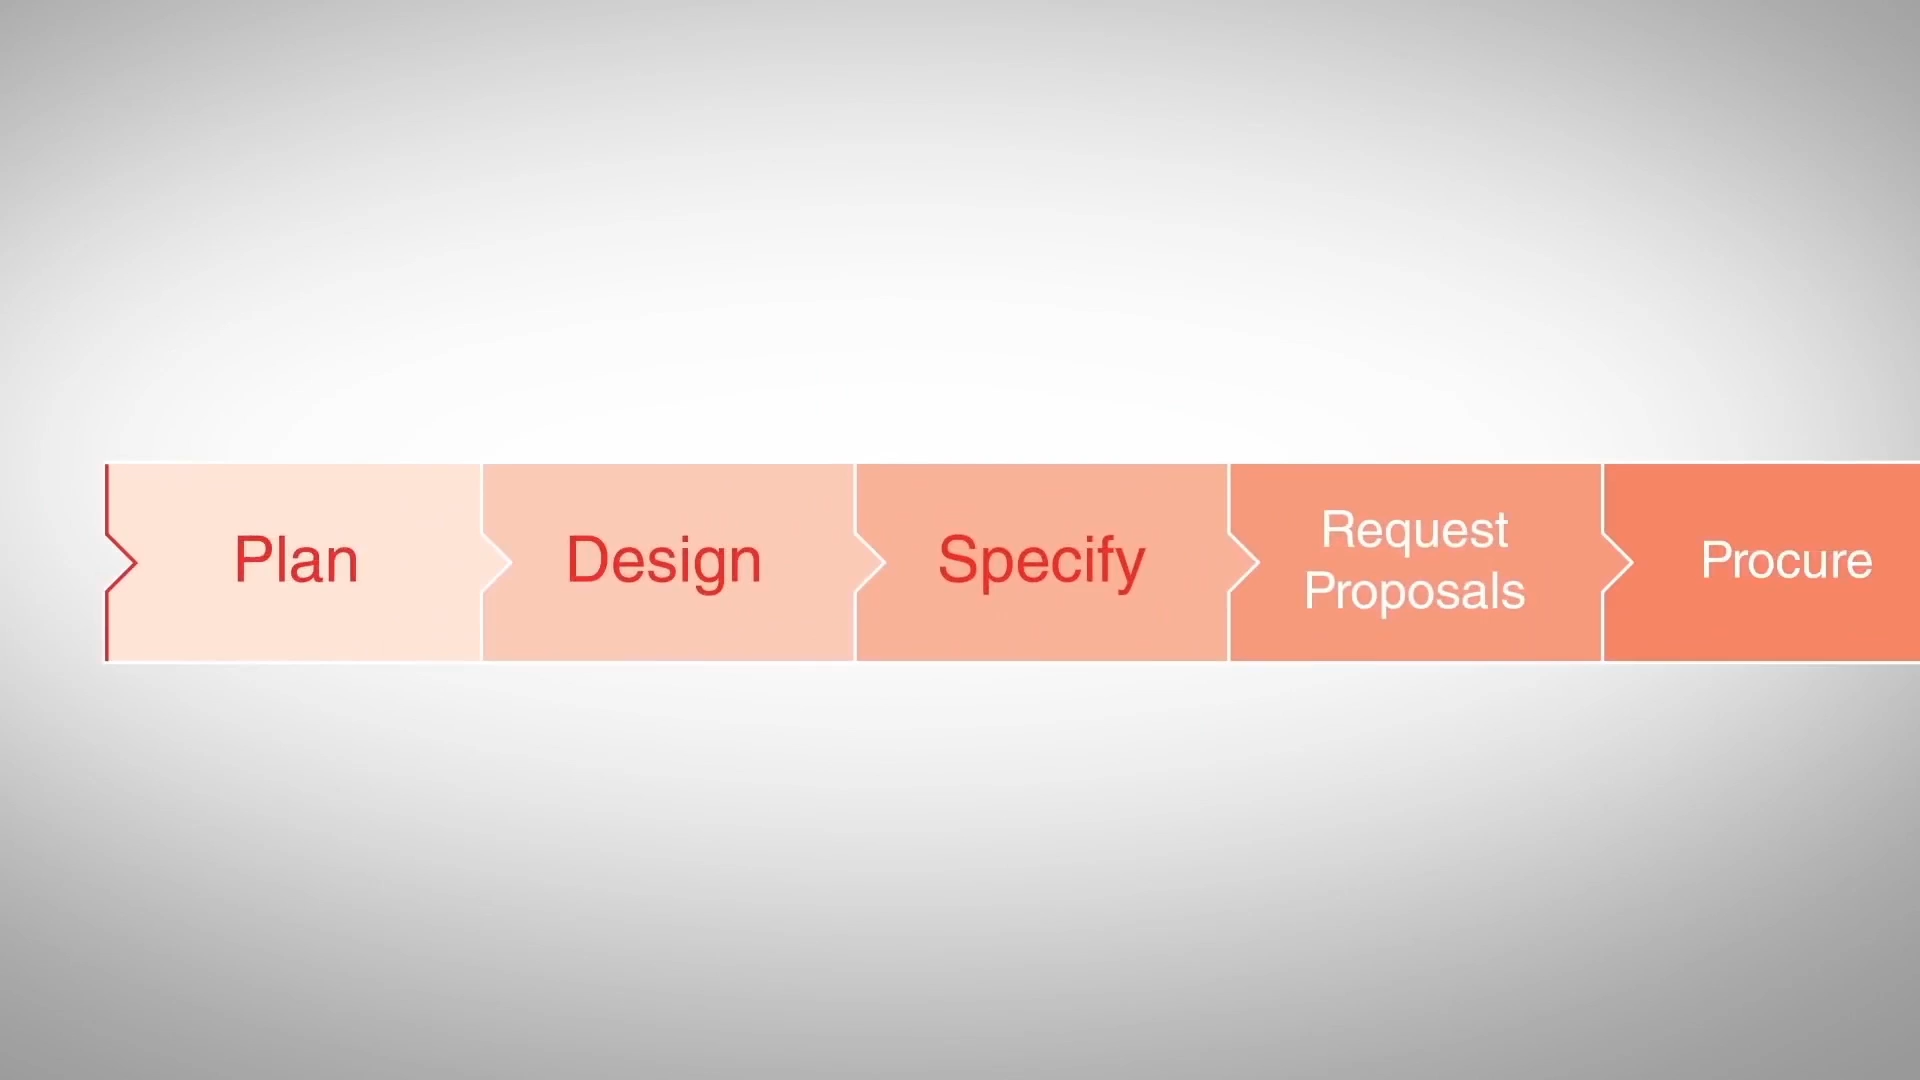 Plan
Design
Specify
Request
Proposals
Procure